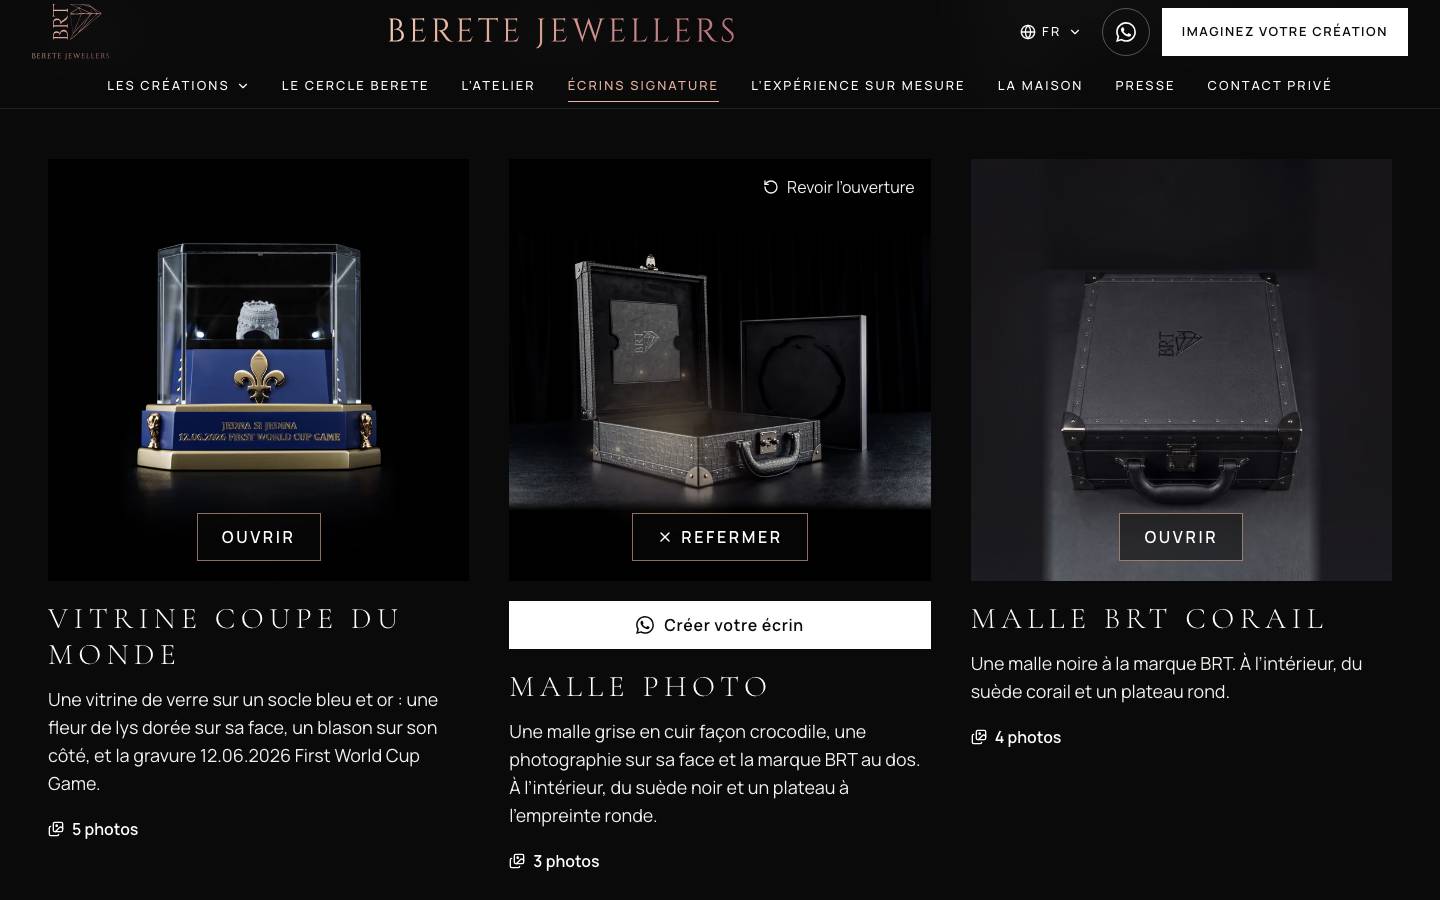 BRT
BERETE JEWELLERS
BERETE JEWELLERS
FR
IMAGINEZ VOTRE CRÉATION
LES CRÉATIONS
LE CERCLE BERETE
L'ATELIER
ÉCRINS SIGNATURE
L'EXPÉRIENCE SUR MESURE
LA MAISON
PRESSE
CONTACT PRIVÉ
JEDNA SI JEDINA
12.06.2026 FIRST WORLD CUP GAME
OUVRIR
VITRINE COUPE DU
MONDE
Une vitrine de verre sur un socle bleu et or : une
fleur de lys dorée sur sa face, un blason sur son
côté, et la gravure 12.06.2026 First World Cup
Game.
5 photos
Revoir l'ouverture
BRT
REFERMER
Créer votre écrin
MALLE PHOTO
Une malle grise en cuir façon crocodile, une
photographie sur sa face et la marque BRT au dos.
À l'intérieur, du suède noir et un plateau à
l'empreinte ronde.
3 photos
BRT
OUVRIR
MALLE BRT CORAIL
Une malle noire à la marque BRT. À l'intérieur, du
suède corail et un plateau rond.
4 photos